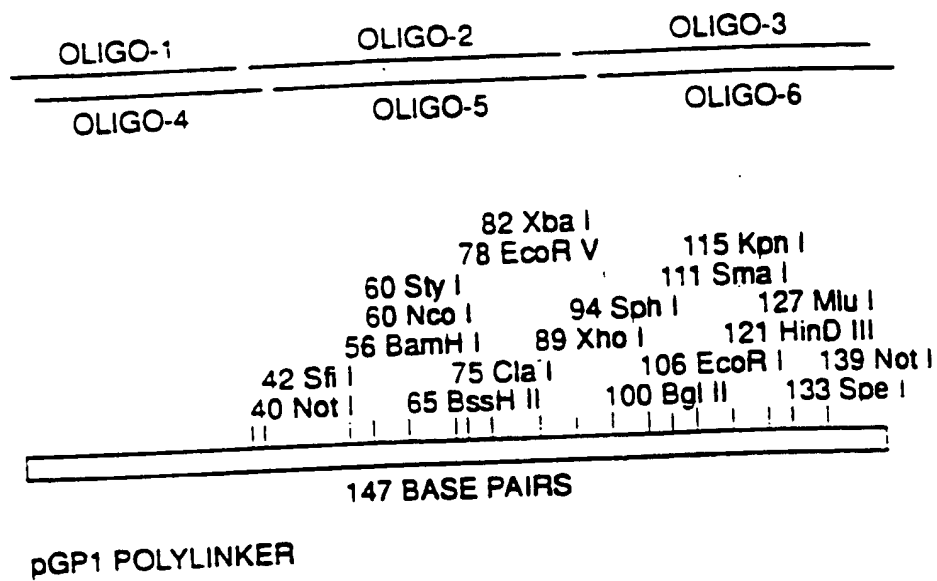 OLIGO-1 OLIGO-2 OLIGO-3
OLIGO-4 OLIGO-5 OLIGO-6
82 Xba I
78 EcoR V 115 Kpn I
60 Sty I 111 Sma I
60 Nco I 94 Sph I 127 Mlu I
56 BamH I 89 Xho I 121 HinD III
42 Sfi I 75 Cla I 106 EcoR I 139 Not I
40 Not I 65 BssH II 100 Bgl II 133 Spe I
147 BASE PAIRS
pGP1 POLYLINKER